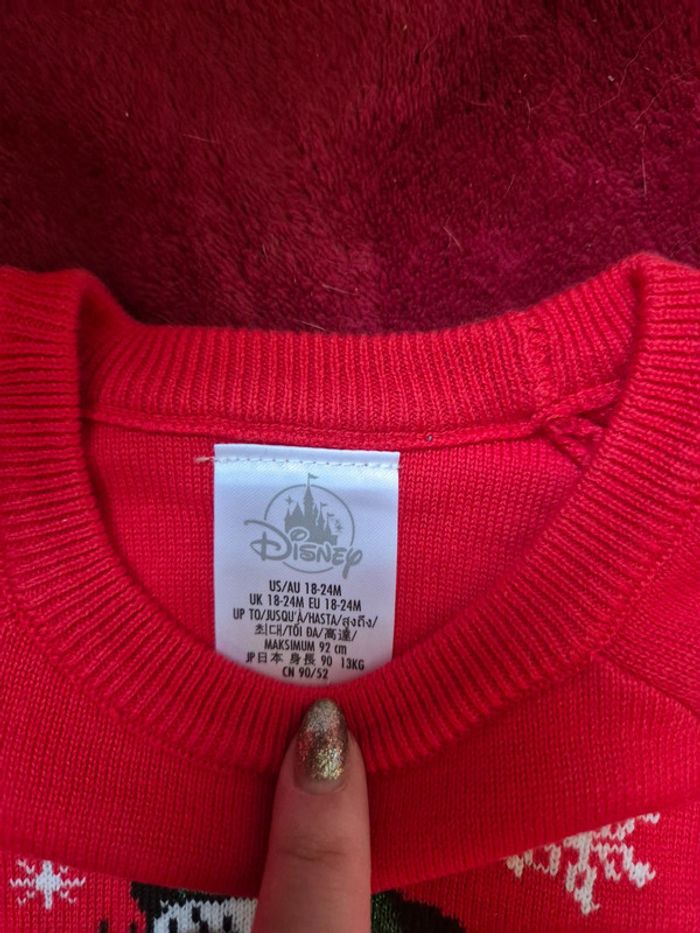 Disney
US/AU 18-24M
UK 18-24M EU 18-24M
UP TO/JUSQU'À/HASTA/สูงถึง/
최대/TỐI ĐA/高達/
MAKSIMUM 92 cm
JP日本 身長 90 13KG
CN 90/52